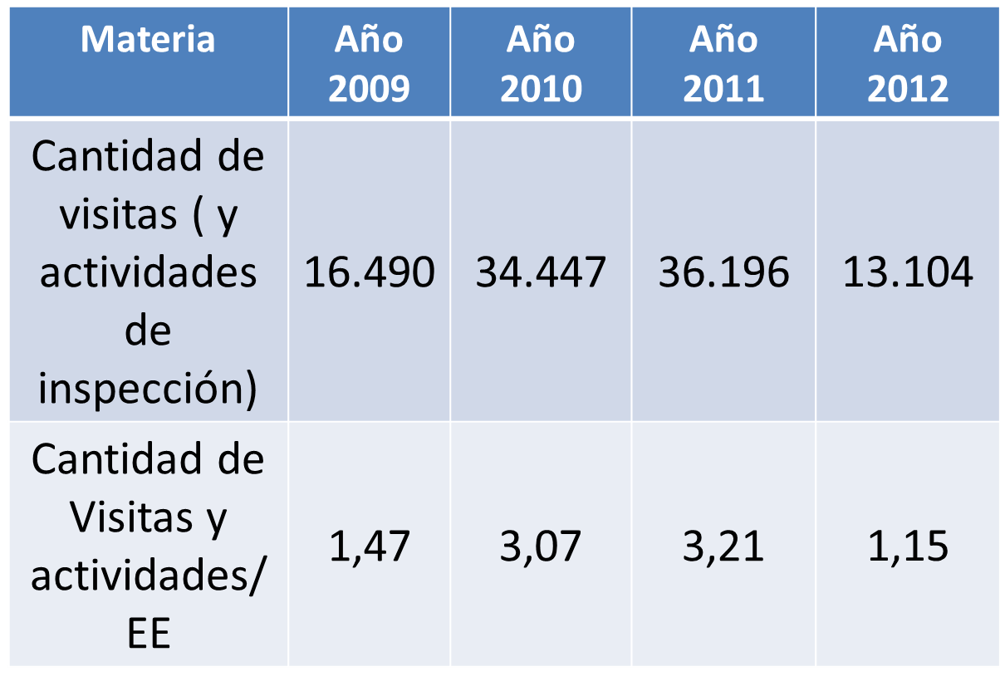 Materia
Año
2009
Año
2010
Año
2011
Año
2012
Cantidad de
visitas ( y
actividades
de
inspección)
16.490
34.447
36.196
13.104
Cantidad de
Visitas y
actividades/
EE
1,47
3,07
3,21
1,15